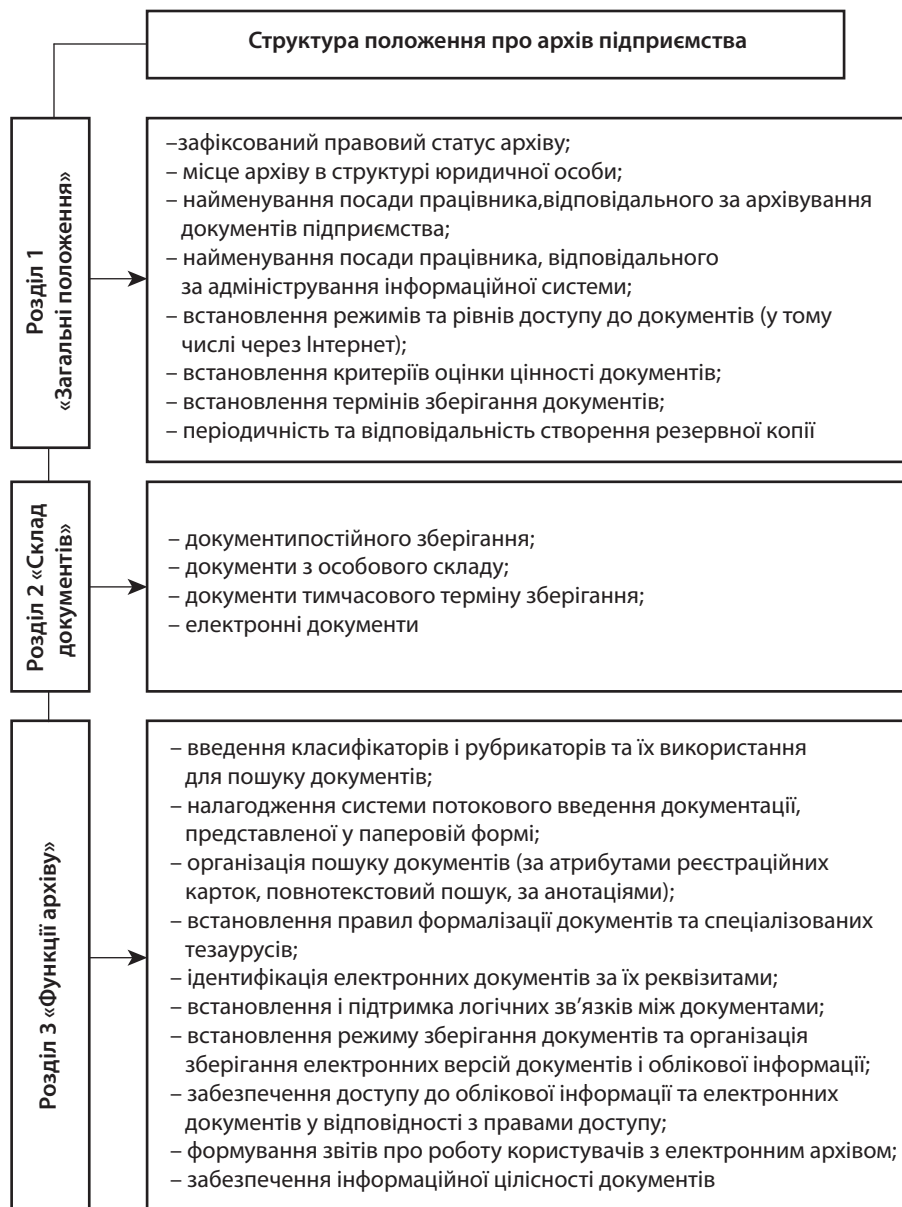 Структура положення про архів підприємства
Розділ 1
«Загальні положення»
–зафіксований правовий статус архіву;
– місце архіву в структурі юридичної особи;
– найменування посади працівника,відповідального за архівування
документів підприємства;
– найменування посади працівника, відповідального
за адміністрування інформаційної системи;
– встановлення режимів та рівнів доступу до документів (у тому
числі через Інтернет);
– встановлення критеріїв оцінки цінності документів;
– встановлення термінів зберігання документів;
– періодичність та відповідальність створення резервної копії
Розділ 2 «Склад
документів»
– документипостійного зберігання;
– документи з особового складу;
– документи тимчасового терміну зберігання;
– електронні документи
Розділ 3 «Функції архіву»
– введення класифікаторів і рубрикаторів та їх використання
для пошуку документів;
– налагодження системи потокового введення документації,
представленої у паперовій формі;
– організація пошуку документів (за атрибутами реєстраційних
карток, повнотекстовий пошук, за анотаціями);
– встановлення правил формалізації документів та спеціалізованих
тезаурусів;
– ідентифікація електронних документів за їх реквізитами;
– встановлення і підтримка логічних зв’язків між документами;
– встановлення режиму зберігання документів та організація
зберігання електронних версій документів і облікової інформації;
– забезпечення доступу до облікової інформації та електронних
документів у відповідності з правами доступу;
– формування звітів про роботу користувачів з електронним архівом;
– забезпечення інформаційної цілісності документів